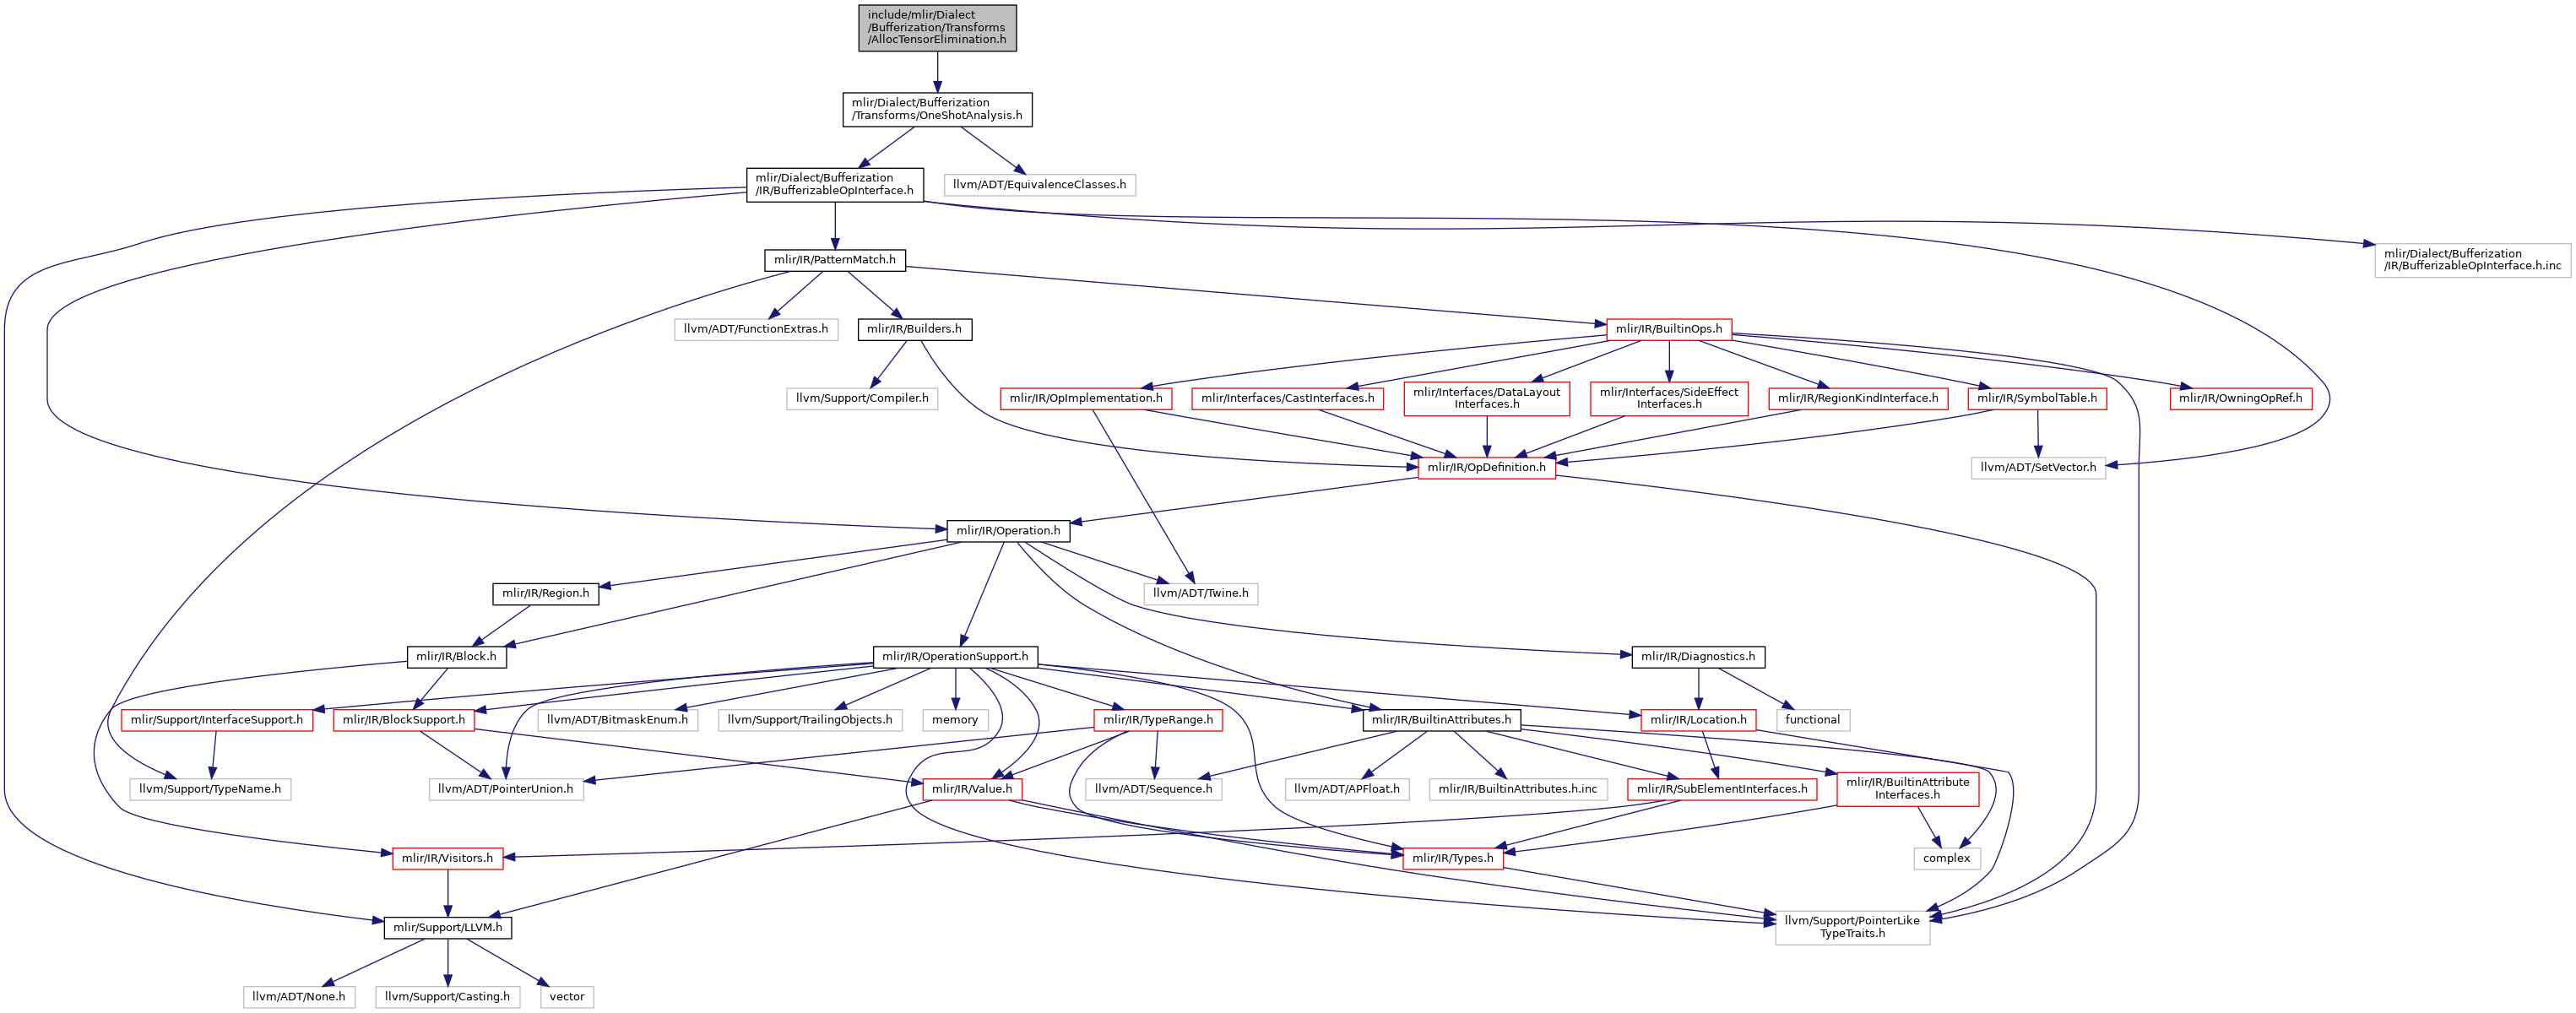 include/mlir/Dialect
/Bufferization/Transforms
/AllocTensorElimination.h
mlir/Dialect/Bufferization
/Transforms/OneShotAnalysis.h
mlir/Dialect/Bufferization
/IR/BufferizableOpInterface.h
llvm/ADT/EquivalenceClasses.h
mlir/IR/PatternMatch.h
mlir/Dialect/Bufferization
/IR/BufferizableOpInterface.h.inc
llvm/ADT/FunctionExtras.h
mlir/IR/Builders.h
mlir/IR/BuiltinOps.h
llvm/Support/Compiler.h
mlir/IR/OpImplementation.h
mlir/Interfaces/CastInterfaces.h
mlir/Interfaces/DataLayout
Interfaces.h
mlir/Interfaces/SideEffect
Interfaces.h
mlir/IR/RegionKindInterface.h
mlir/IR/SymbolTable.h
mlir/IR/OwningOpRef.h
mlir/IR/OpDefinition.h
llvm/ADT/SetVector.h
mlir/IR/Operation.h
mlir/IR/Region.h
llvm/ADT/Twine.h
mlir/IR/Block.h
mlir/IR/OperationSupport.h
mlir/IR/Diagnostics.h
mlir/Support/InterfaceSupport.h
mlir/IR/BlockSupport.h
llvm/ADT/BitmaskEnum.h
llvm/Support/TrailingObjects.h
memory
mlir/IR/TypeRange.h
mlir/IR/BuiltinAttributes.h
mlir/IR/Location.h
functional
llvm/Support/TypeName.h
llvm/ADT/PointerUnion.h
mlir/IR/Value.h
llvm/ADT/Sequence.h
llvm/ADT/APFloat.h
mlir/IR/BuiltinAttributes.h.inc
mlir/IR/SubElementInterfaces.h
mlir/IR/BuiltinAttribute
Interfaces.h
mlir/IR/Visitors.h
mlir/IR/Types.h
complex
mlir/Support/LLVM.h
llvm/Support/PointerLike
TypeTraits.h
llvm/ADT/None.h
llvm/Support/Casting.h
vector